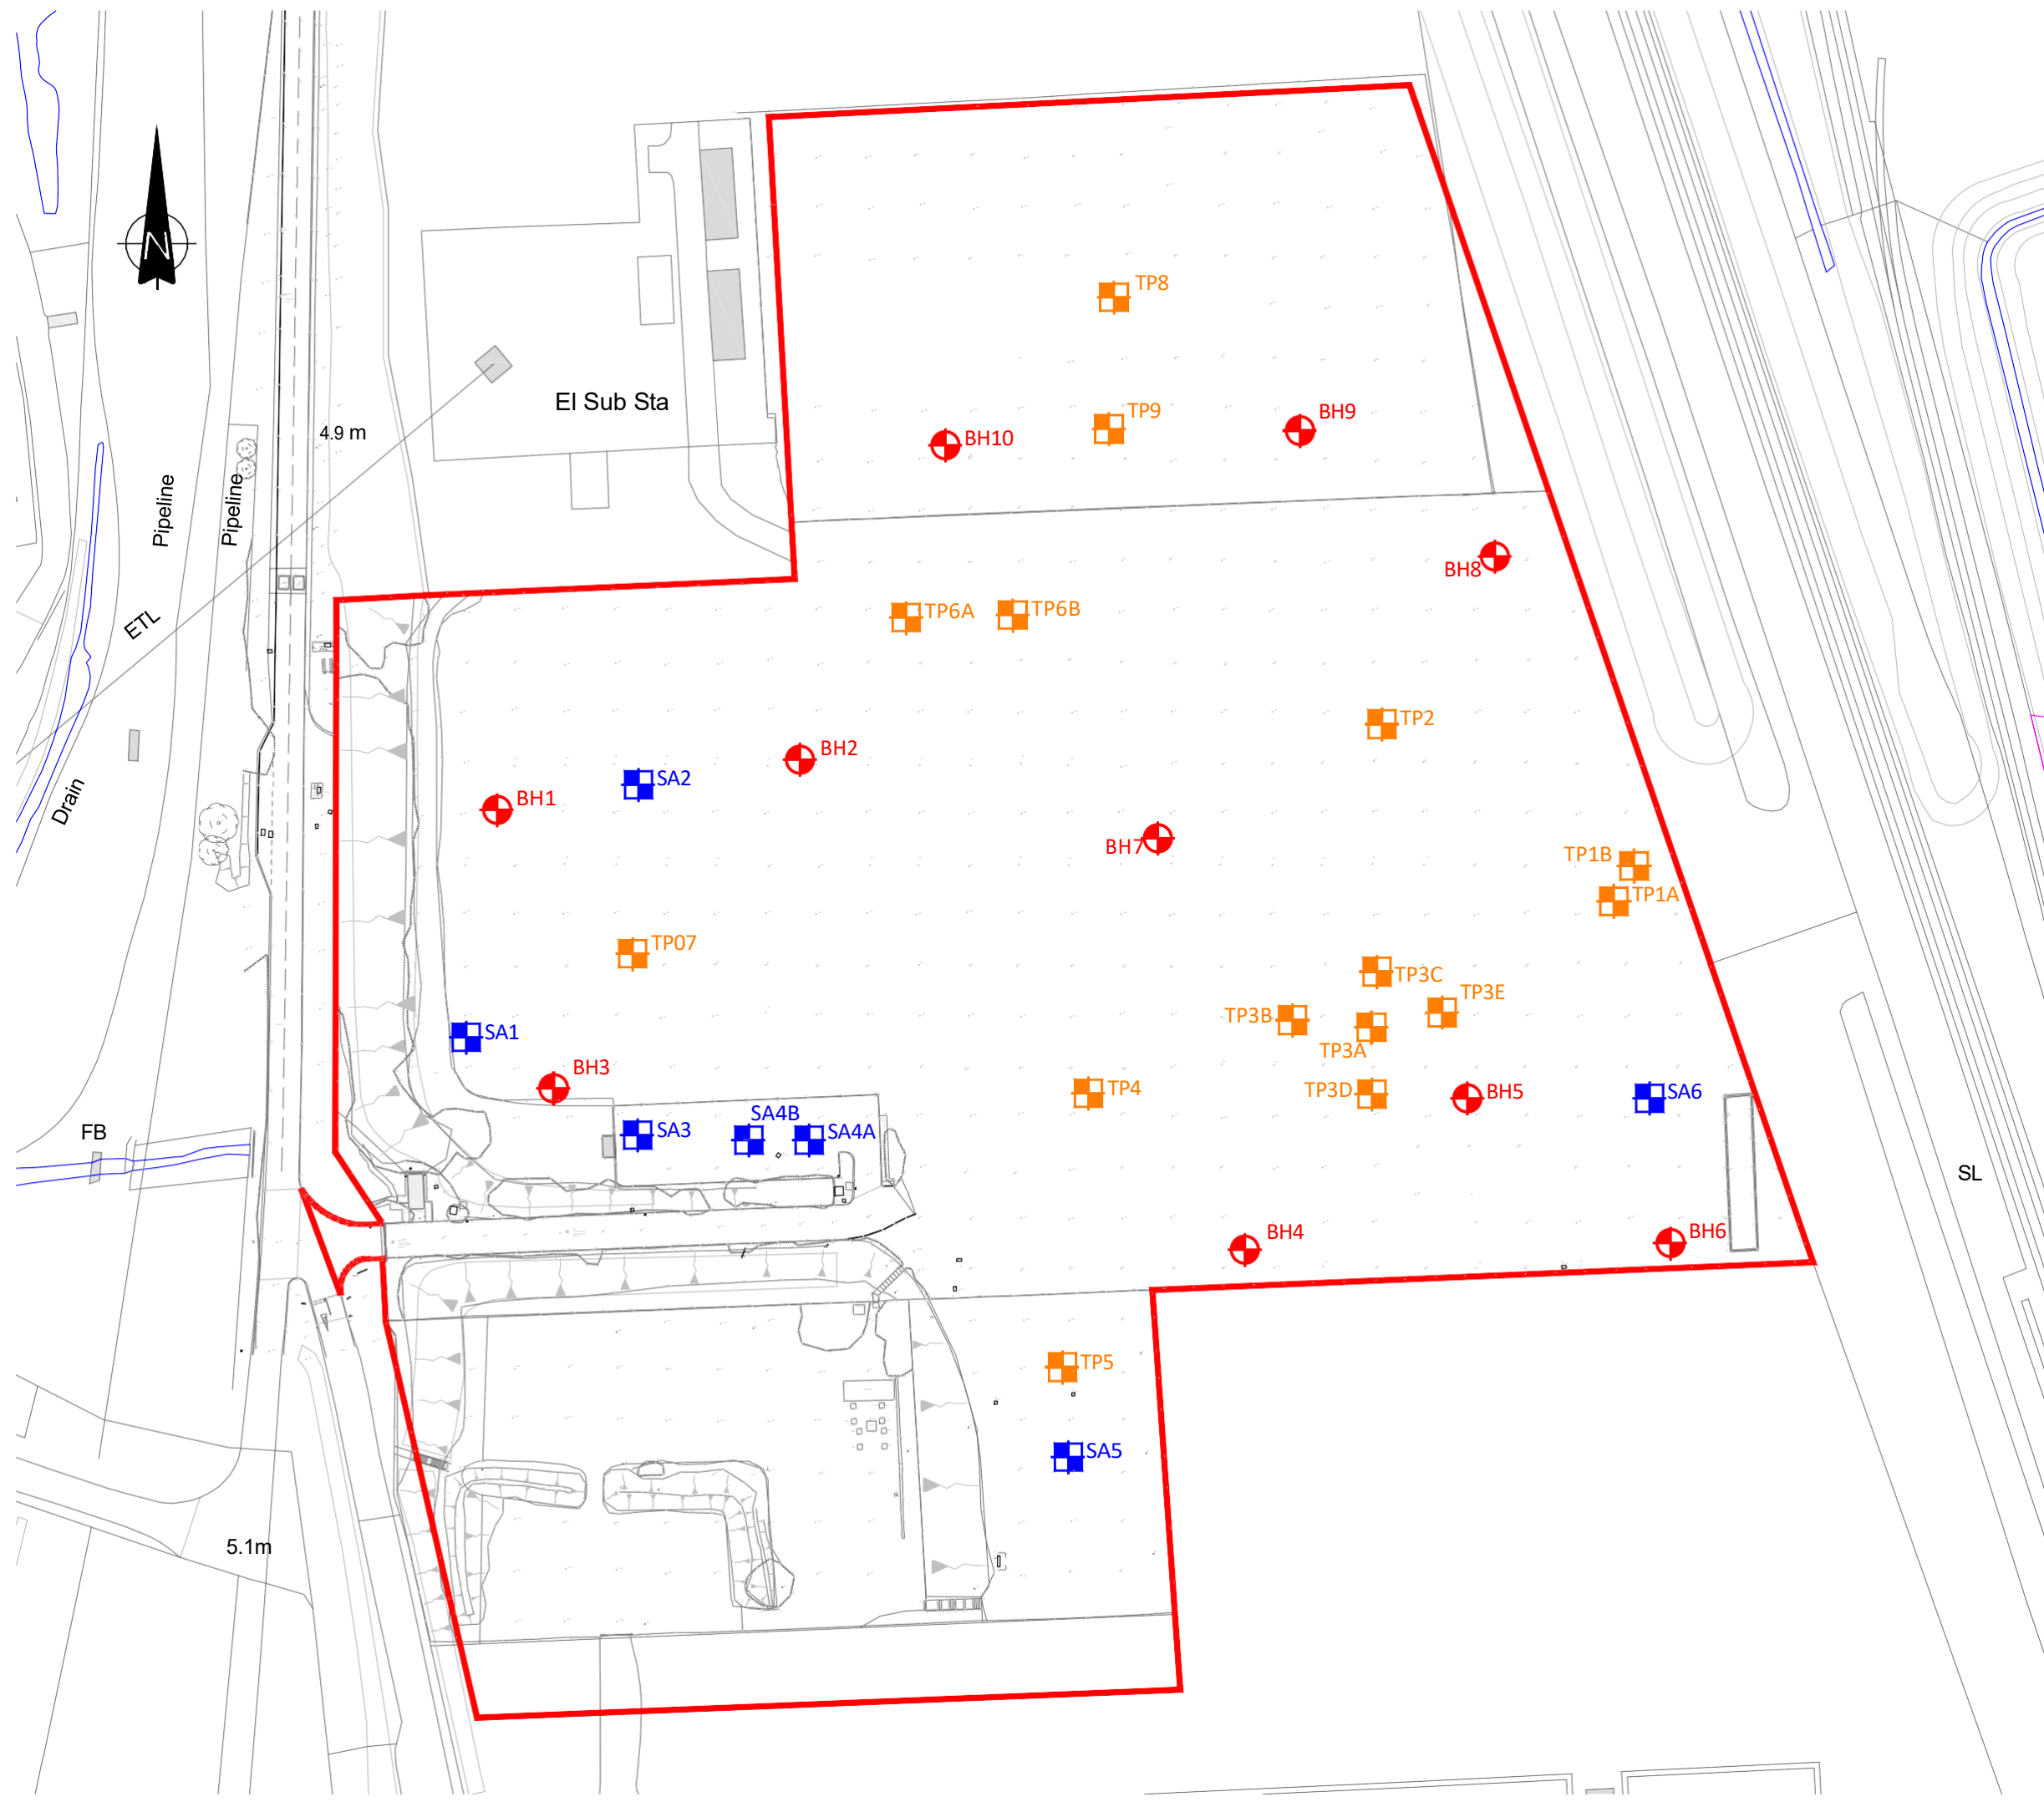 N
TP8
El Sub Sta
4.9 m
TP9
BH9
BH10
Pipeline
Pipeline
BH8
TP6A
TP6B
ETL
TP2
BH2
SA2
BH1
Drain
BH7
TP1B
TP1A
TP07
TP3C
TP3E
TP3B
SA1
TP3A
BH3
TP4
TP3D
BH5
SA6
SA4B
FB
SA3
SA4A
SL
BH4
BH6
TP5
SA5
5.1m